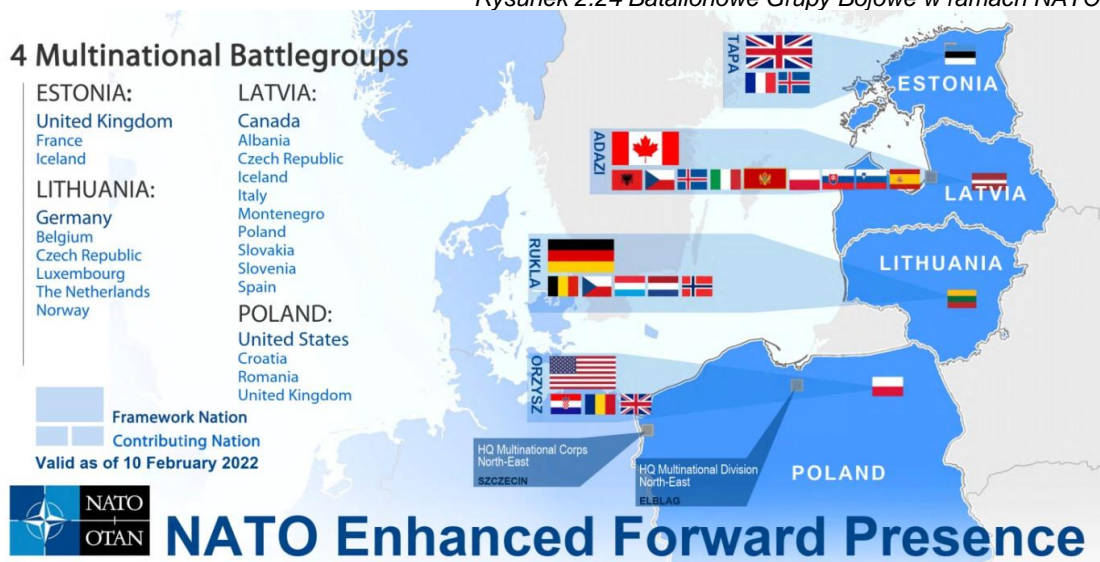 Rysunek 2.24 Batalionowe Grupy Bojowe w ramach NATO
4 Multinational Battlegroups
ESTONIA:
United Kingdom
France
Iceland
LITHUANIA:
Germany
Belgium
Czech Republic
Luxembourg
The Netherlands
Norway
LATVIA:
Canada
Albania
Czech Republic
Iceland
Italy
Montenegro
Poland
Slovakia
Slovenia
Spain
POLAND:
United States
Croatia
Romania
United Kingdom
Framework Nation
Contributing Nation
Valid as of 10 February 2022
TAPA
ESTONIA
ADAZI
LATVIA
RUKLA
LITHUANIA
ORZYSZ
HQ Multinational Corps
North-East
SZCZECIN
HQ Multinational Division
North-East
ELBLAG
POLAND
NATO
OTAN
NATO Enhanced Forward Presence